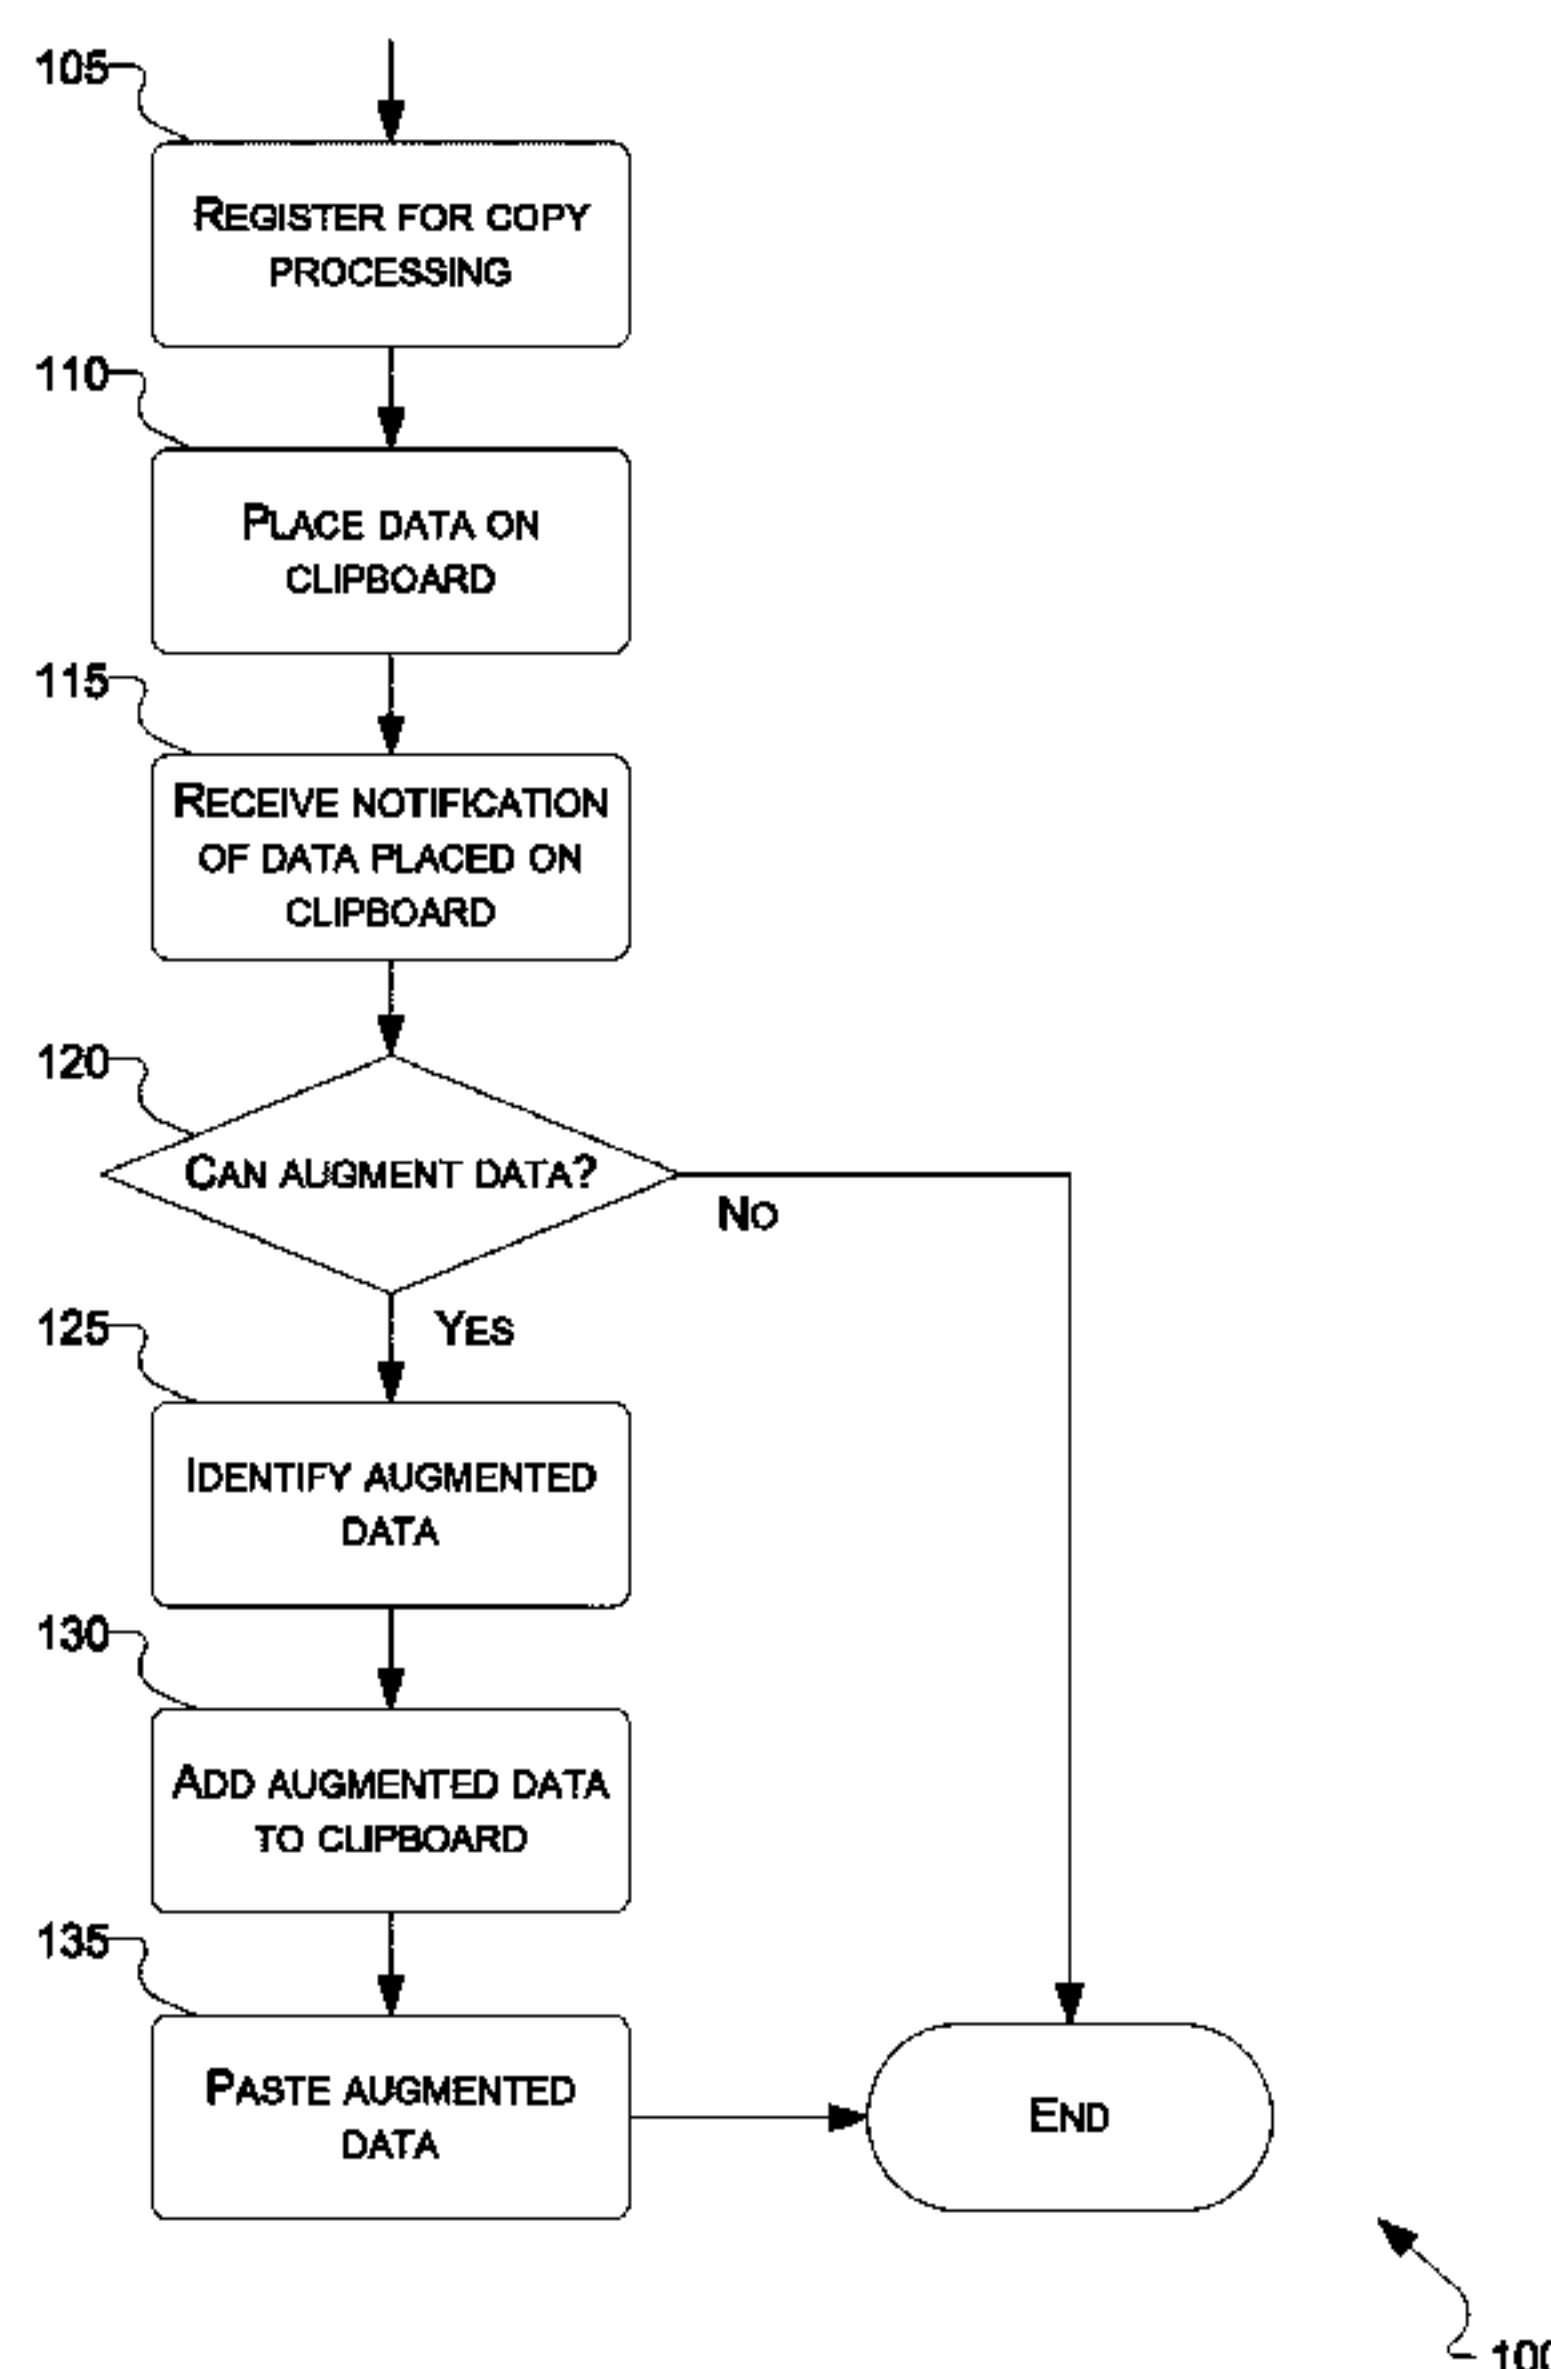 105
REGISTER FOR COPY
PROCESSING
110
PLACE DATA ON
CLIPBOARD
115
RECEIVE NOTIFICATION
OF DATA PLACED ON
CLIPBOARD
120
CAN AUGMENT DATA?
NO
YES
125
IDENTIFY AUGMENTED
DATA
130
ADD AUGMENTED DATA
TO CLIPBOARD
135
PASTE AUGMENTED
DATA
END
100